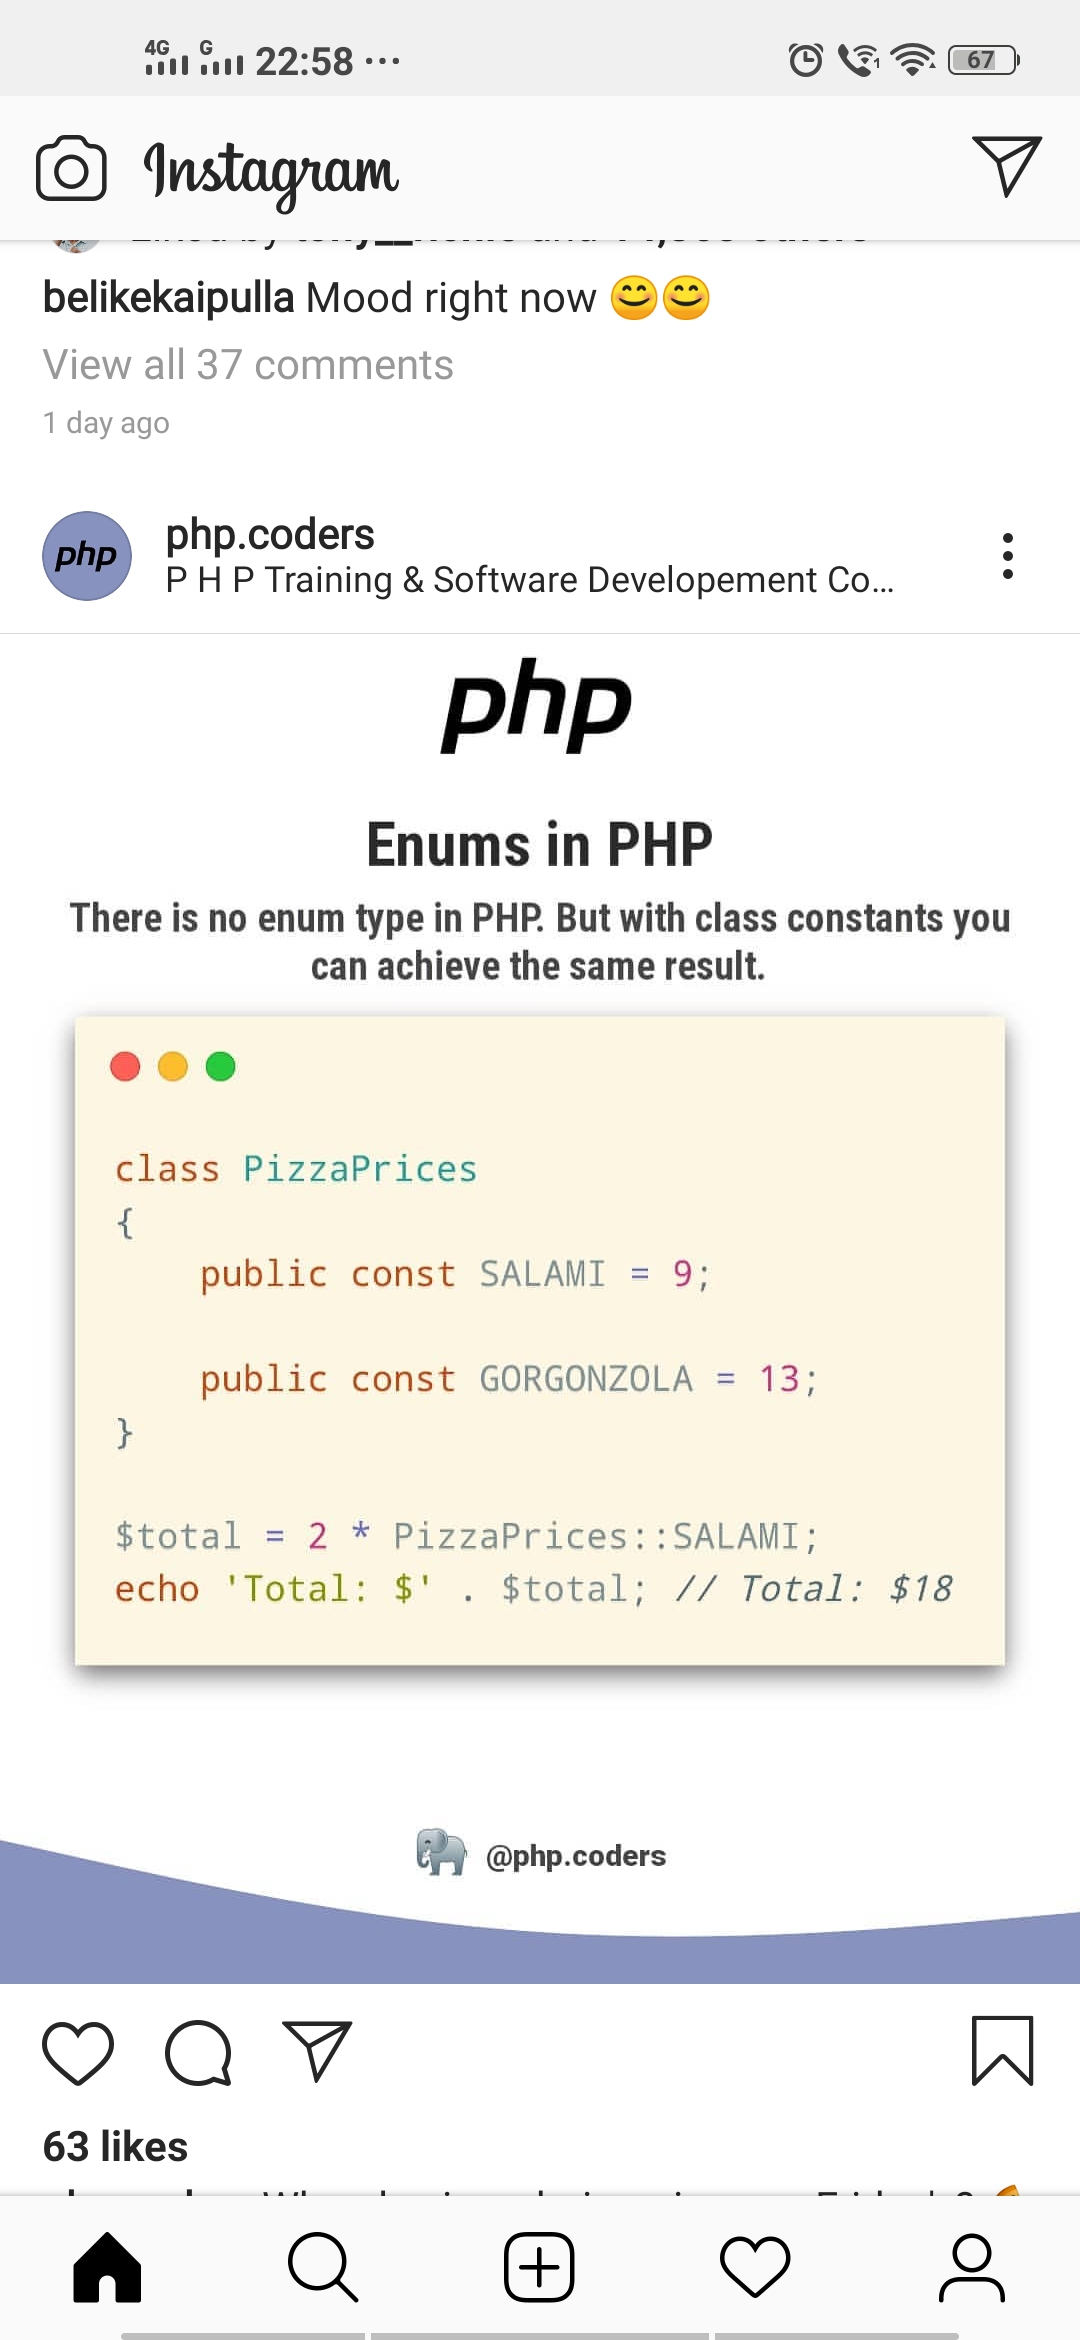 4G G 22:58 ...
1 67
Instagram
belikekaipulla Mood right now 😊😊
View all 37 comments
1 day ago
php php.coders
P H P Training & Software Developement Co...
php
Enums in PHP
There is no enum type in PHP. But with class constants you
can achieve the same result.
class PizzaPrices
{
    public const SALAMI = 9;
    public const GORGONZOLA = 13;
}
$total = 2 * PizzaPrices::SALAMI;
echo 'Total: $' . $total; // Total: $18
@php.coders
63 likes